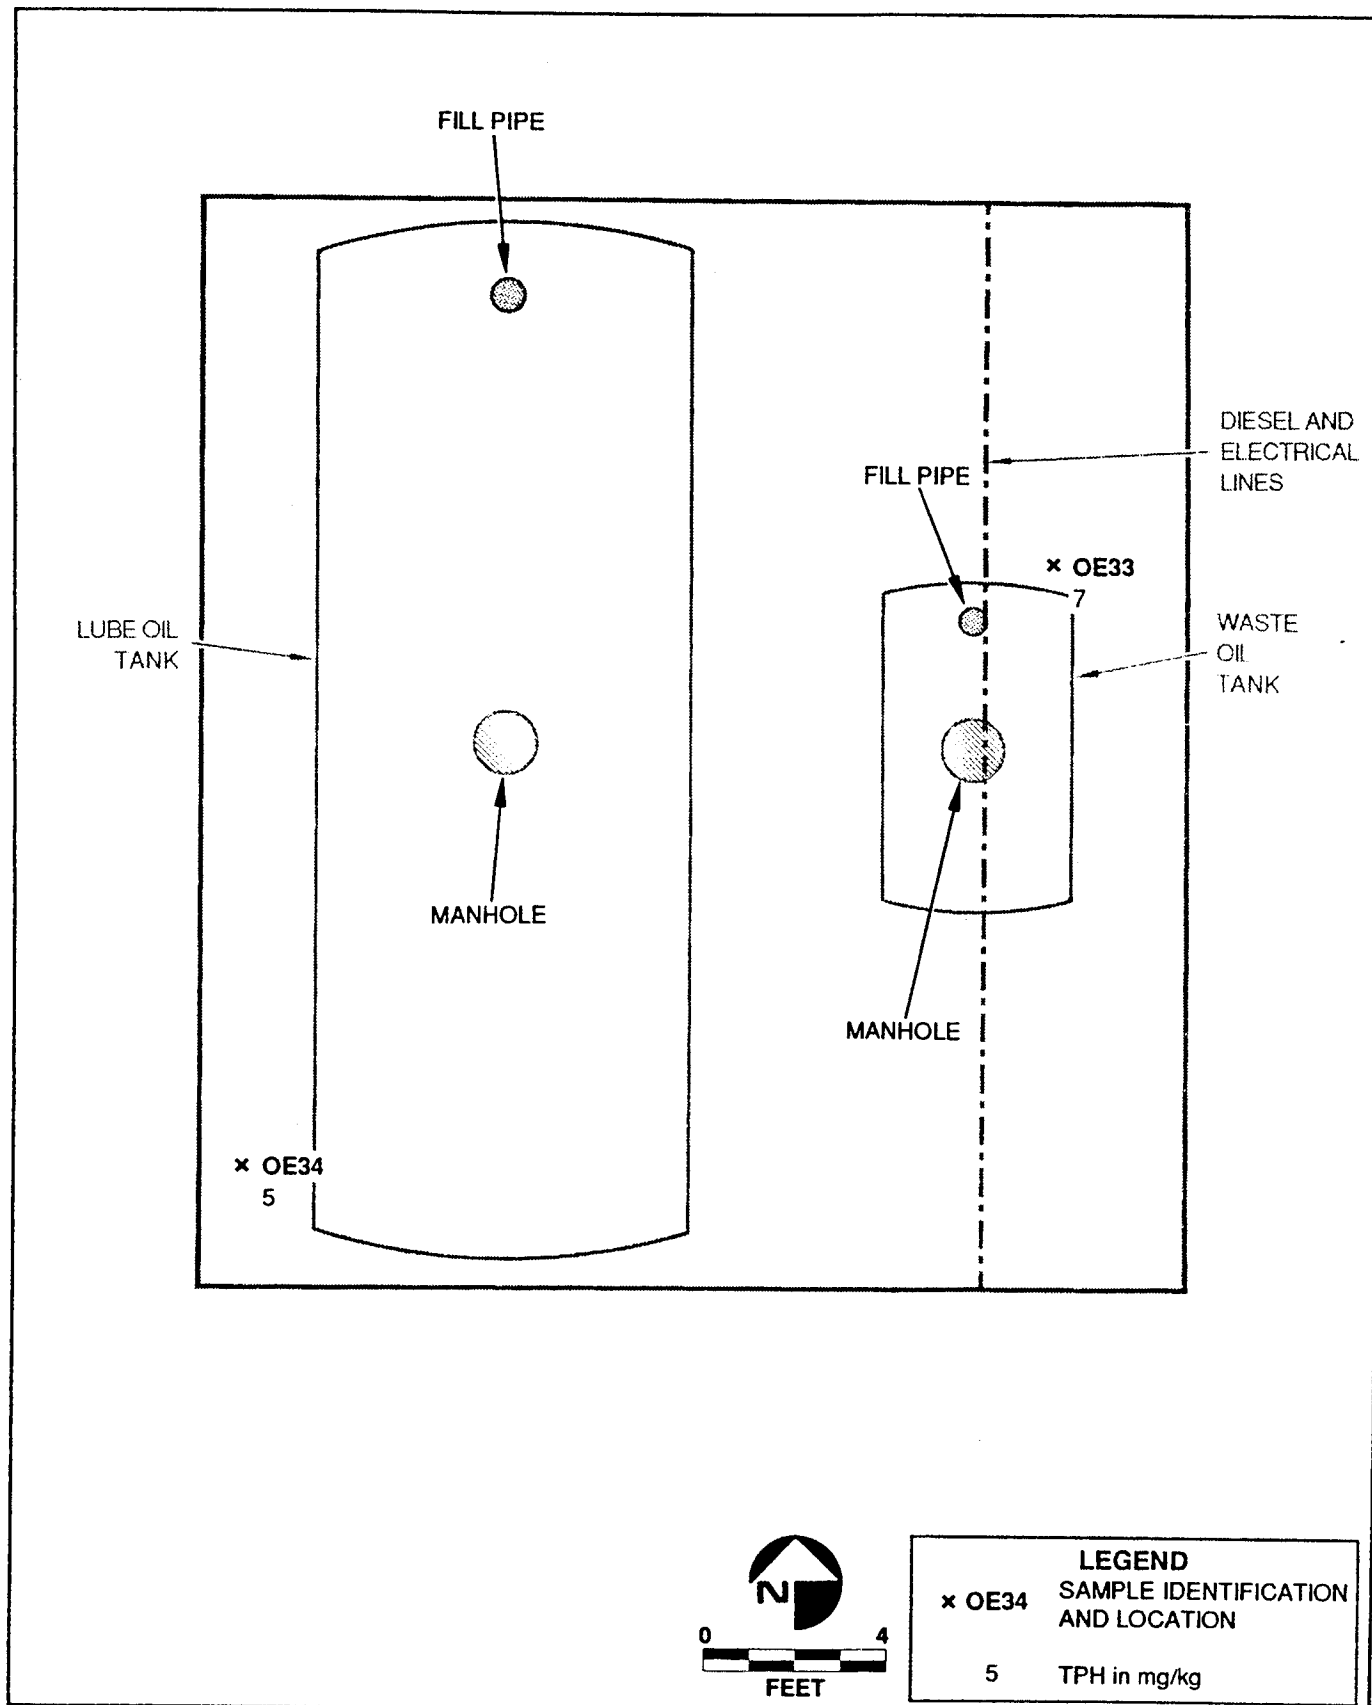 FILL PIPE
DIESEL AND
ELECTRICAL
LINES
FILL PIPE
× OE33
7
LUBE OIL
TANK
WASTE
OIL
TANK
MANHOLE
MANHOLE
× OE34
5
N
0 4
FEET
LEGEND
× OE34 SAMPLE IDENTIFICATION
AND LOCATION
5 TPH in mg/kg